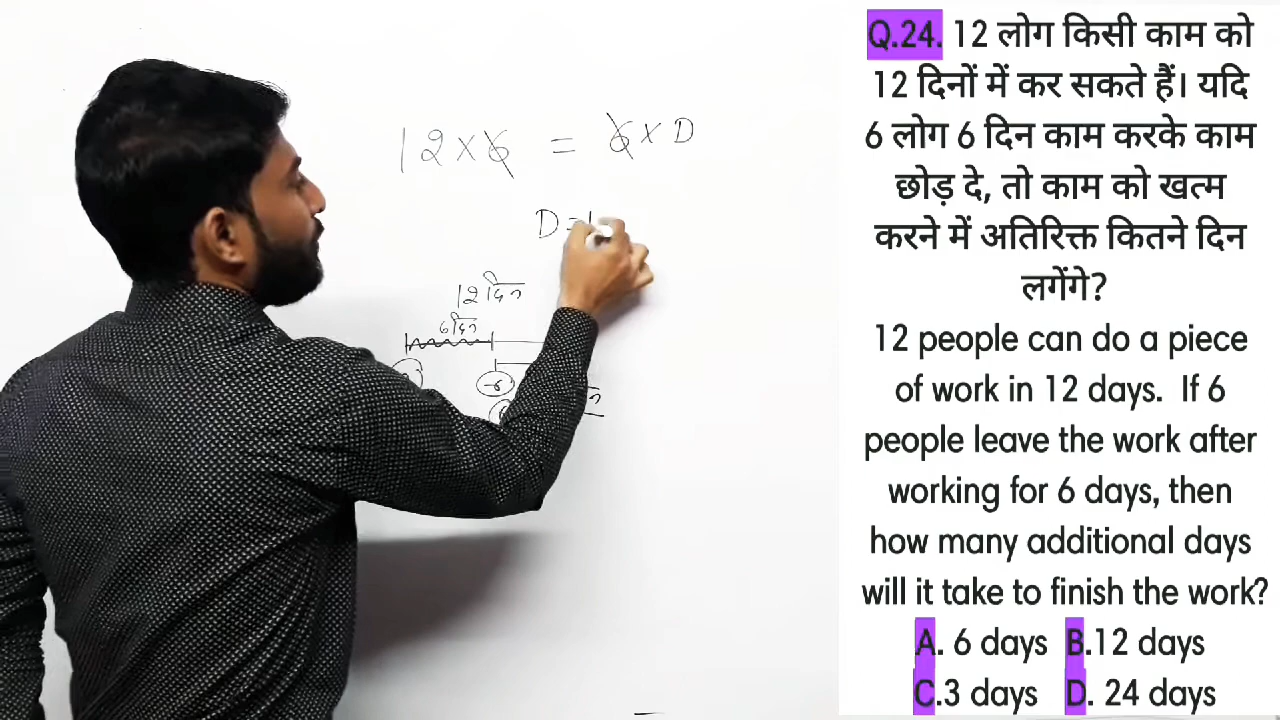 12 x 6 = 6 x D
D =
12 दिन
6 दिन
-6
Q.24. 12 लोग किसी काम को
12 दिनों में कर सकते हैं। यदि
6 लोग 6 दिन काम करके काम
छोड़ दे, तो काम को खत्म
करने में अतिरिक्त कितने दिन
लगेंगे?
12 people can do a piece
of work in 12 days. If 6
people leave the work after
working for 6 days, then
how many additional days
will it take to finish the work?
A. 6 days B.12 days
C.3 days D. 24 days